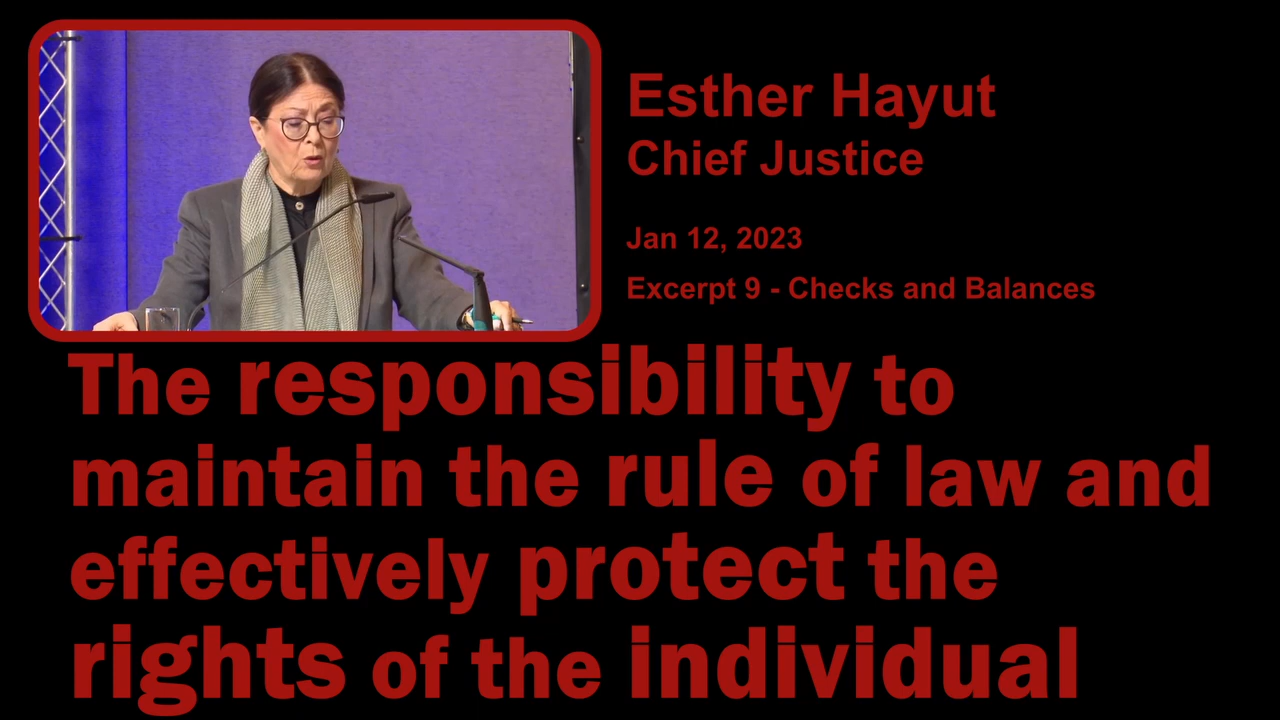 Esther Hayut
Chief Justice
Jan 12, 2023
Excerpt 9 - Checks and Balances
The responsibility to
maintain the rule of law and
effectively protect the
rights of the individual